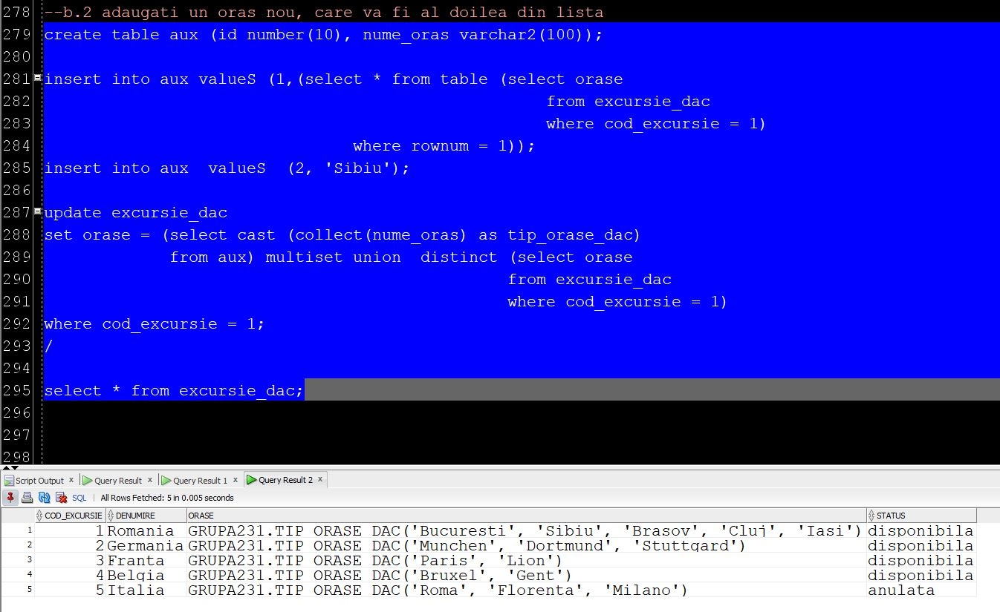 278 --b.2 adaugati un oras nou, care va fi al doilea din lista
279 create table aux (id number(10), nume_oras varchar2(100));
280
281 insert into aux valueS (1,(select * from table (select orase
282 from excursie_dac
283 where cod_excursie = 1)
284 where rownum = 1));
285 insert into aux  valueS  (2, 'Sibiu');
286
287 update excursie_dac
288 set orase = (select cast (collect(nume_oras) as tip_orase_dac)
289 from aux) multiset union  distinct (select orase
290 from excursie_dac
291 where cod_excursie = 1)
292 where cod_excursie = 1;
293 /
294
295 select * from excursie_dac;
296
297
298
Script Output x Query Result x Query Result 1 x Query Result 2 x
SQL | All Rows Fetched: 5 in 0.005 seconds
COD_EXCURSIE DENUMIRE ORASE STATUS
1 1 Romania GRUPA231.TIP_ORASE_DAC('Bucuresti', 'Sibiu', 'Brasov', 'Cluj', 'Iasi') disponibila
2 2 Germania GRUPA231.TIP_ORASE_DAC('Munchen', 'Dortmund', 'Stuttgard') disponibila
3 3 Franta GRUPA231.TIP_ORASE_DAC('Paris', 'Lion') disponibila
4 4 Belgia GRUPA231.TIP_ORASE_DAC('Bruxel', 'Gent') disponibila
5 5 Italia GRUPA231.TIP_ORASE_DAC('Roma', 'Florenta', 'Milano') anulata